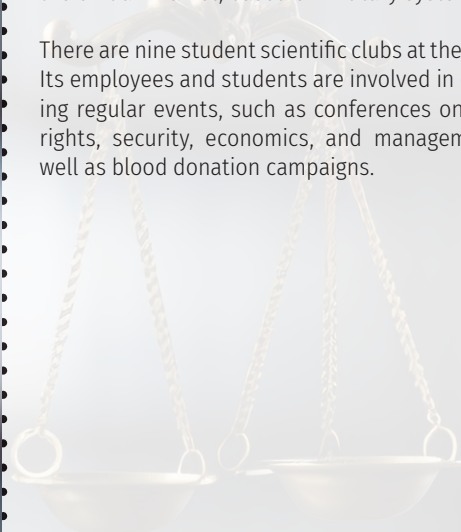 There are nine student scientific clubs at the
Its employees and students are involved in
ing regular events, such as conferences on
rights, security, economics, and managem
well as blood donation campaigns.